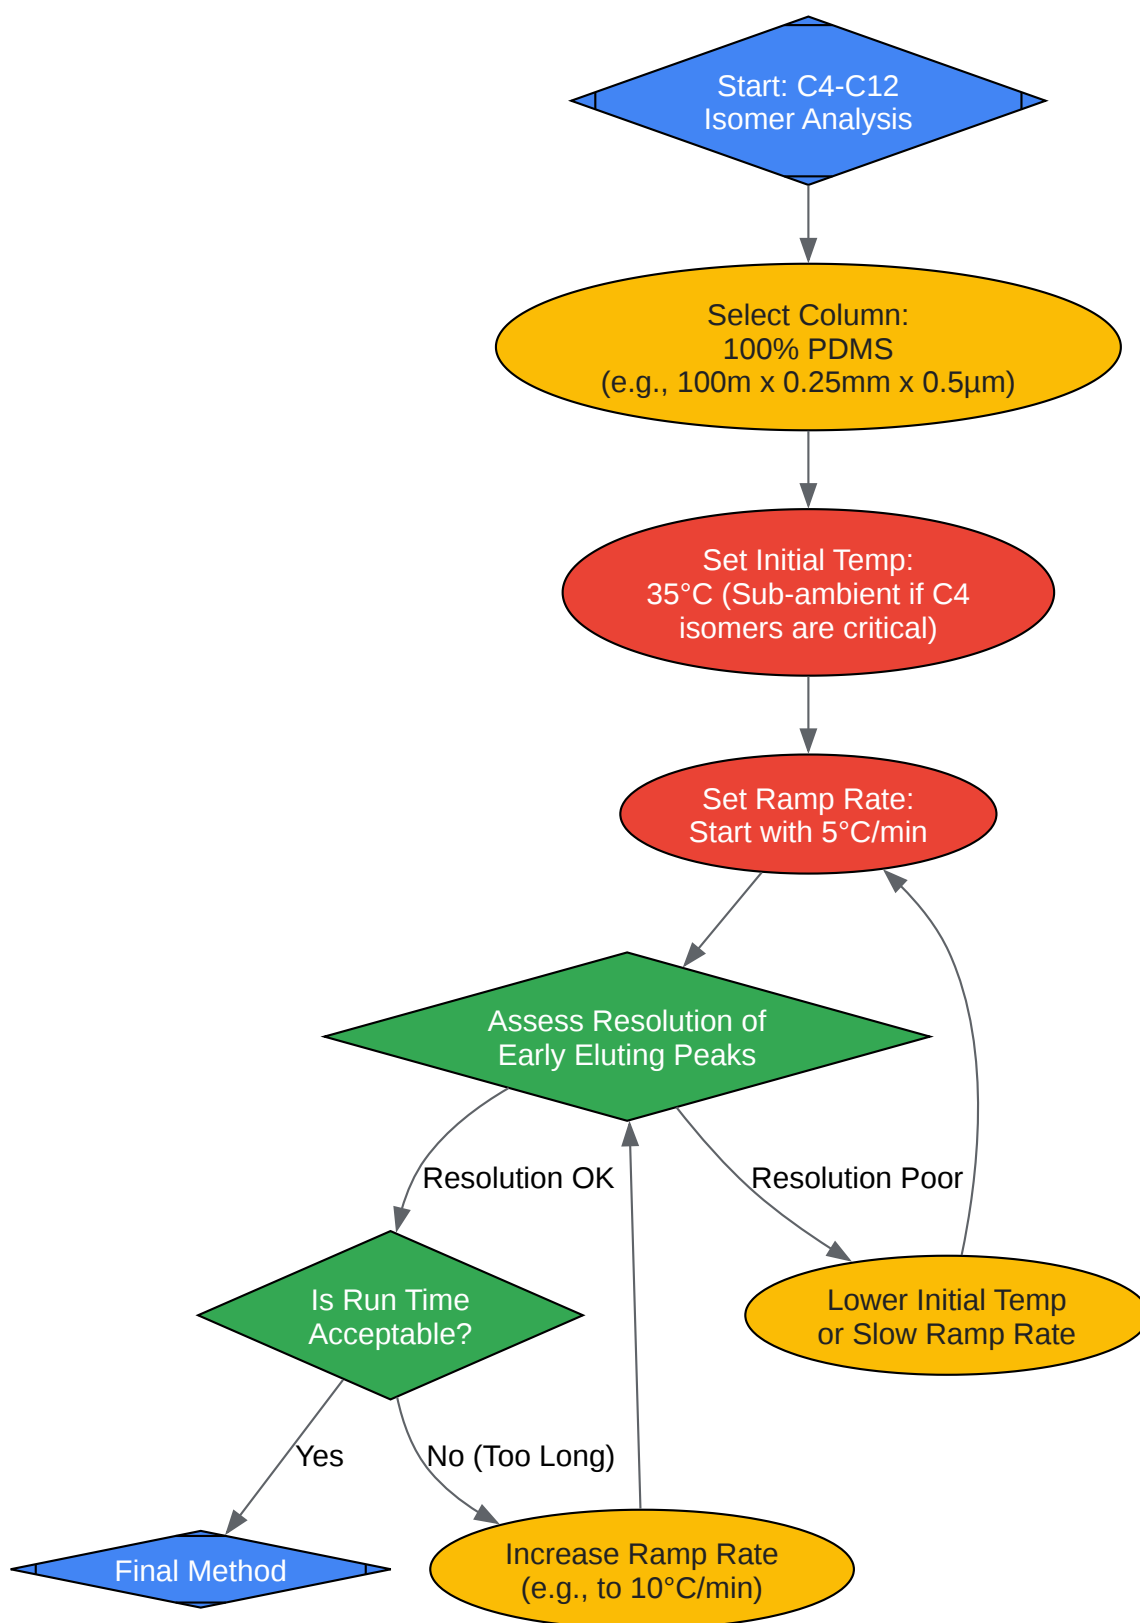 Start: C4-C12
Isomer Analysis
Select Column:
100% PDMS
(e.g., 100m x 0.25mm x 0.5µm)
Set Initial Temp:
35°C (Sub-ambient if C4
isomers are critical)
Set Ramp Rate:
Start with 5°C/min
Assess Resolution of
Early Eluting Peaks
Resolution OK
Resolution Poor
Is Run Time
Acceptable?
Lower Initial Temp
or Slow Ramp Rate
Yes
No (Too Long)
Final Method
Increase Ramp Rate
(e.g., to 10°C/min)